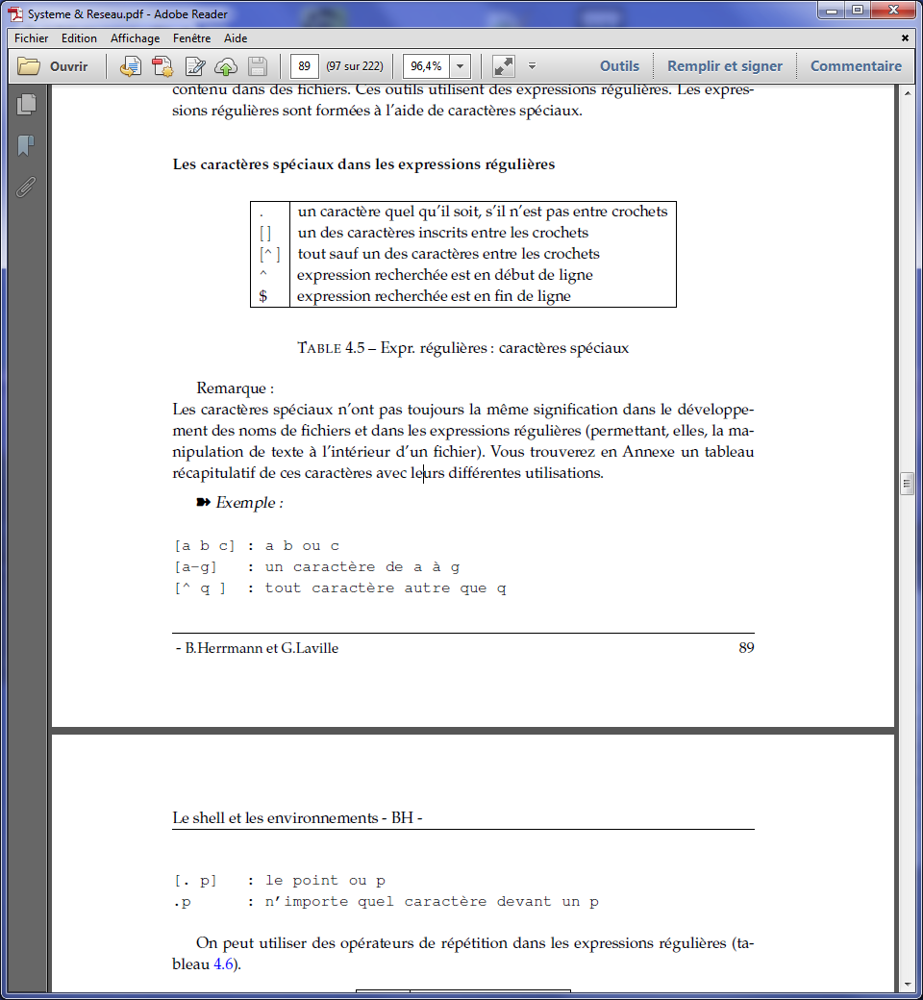 Systeme & Reseau.pdf - Adobe Reader
Fichier Edition Affichage Fenêtre Aide
Ouvrir 89 (97 sur 222) 96,4% Outils Remplir et signer Commentaire
contenu dans des fichiers. Ces outils utilisent des expressions régulières. Les expres-
sions régulières sont formées à l'aide de caractères spéciaux.
Les caractères spéciaux dans les expressions régulières
. un caractère quel qu'il soit, s'il n'est pas entre crochets
[] un des caractères inscrits entre les crochets
[^] tout sauf un des caractères entre les crochets
^ expression recherchée est en début de ligne
$ expression recherchée est en fin de ligne
TABLE 4.5 – Expr. régulières : caractères spéciaux
Remarque :
Les caractères spéciaux n'ont pas toujours la même signification dans le développe-
ment des noms de fichiers et dans les expressions régulières (permettant, elles, la ma-
nipulation de texte à l'intérieur d'un fichier). Vous trouverez en Annexe un tableau
récapitulatif de ces caractères avec leurs différentes utilisations.
Exemple :
[a b c] : a b ou c
[a-g] : un caractère de a à g
[^ q ] : tout caractère autre que q
- B.Herrmann et G.Laville 89
Le shell et les environnements - BH -
[. p] : le point ou p
.p : n'importe quel caractère devant un p
On peut utiliser des opérateurs de répétition dans les expressions régulières (ta-
bleau 4.6).